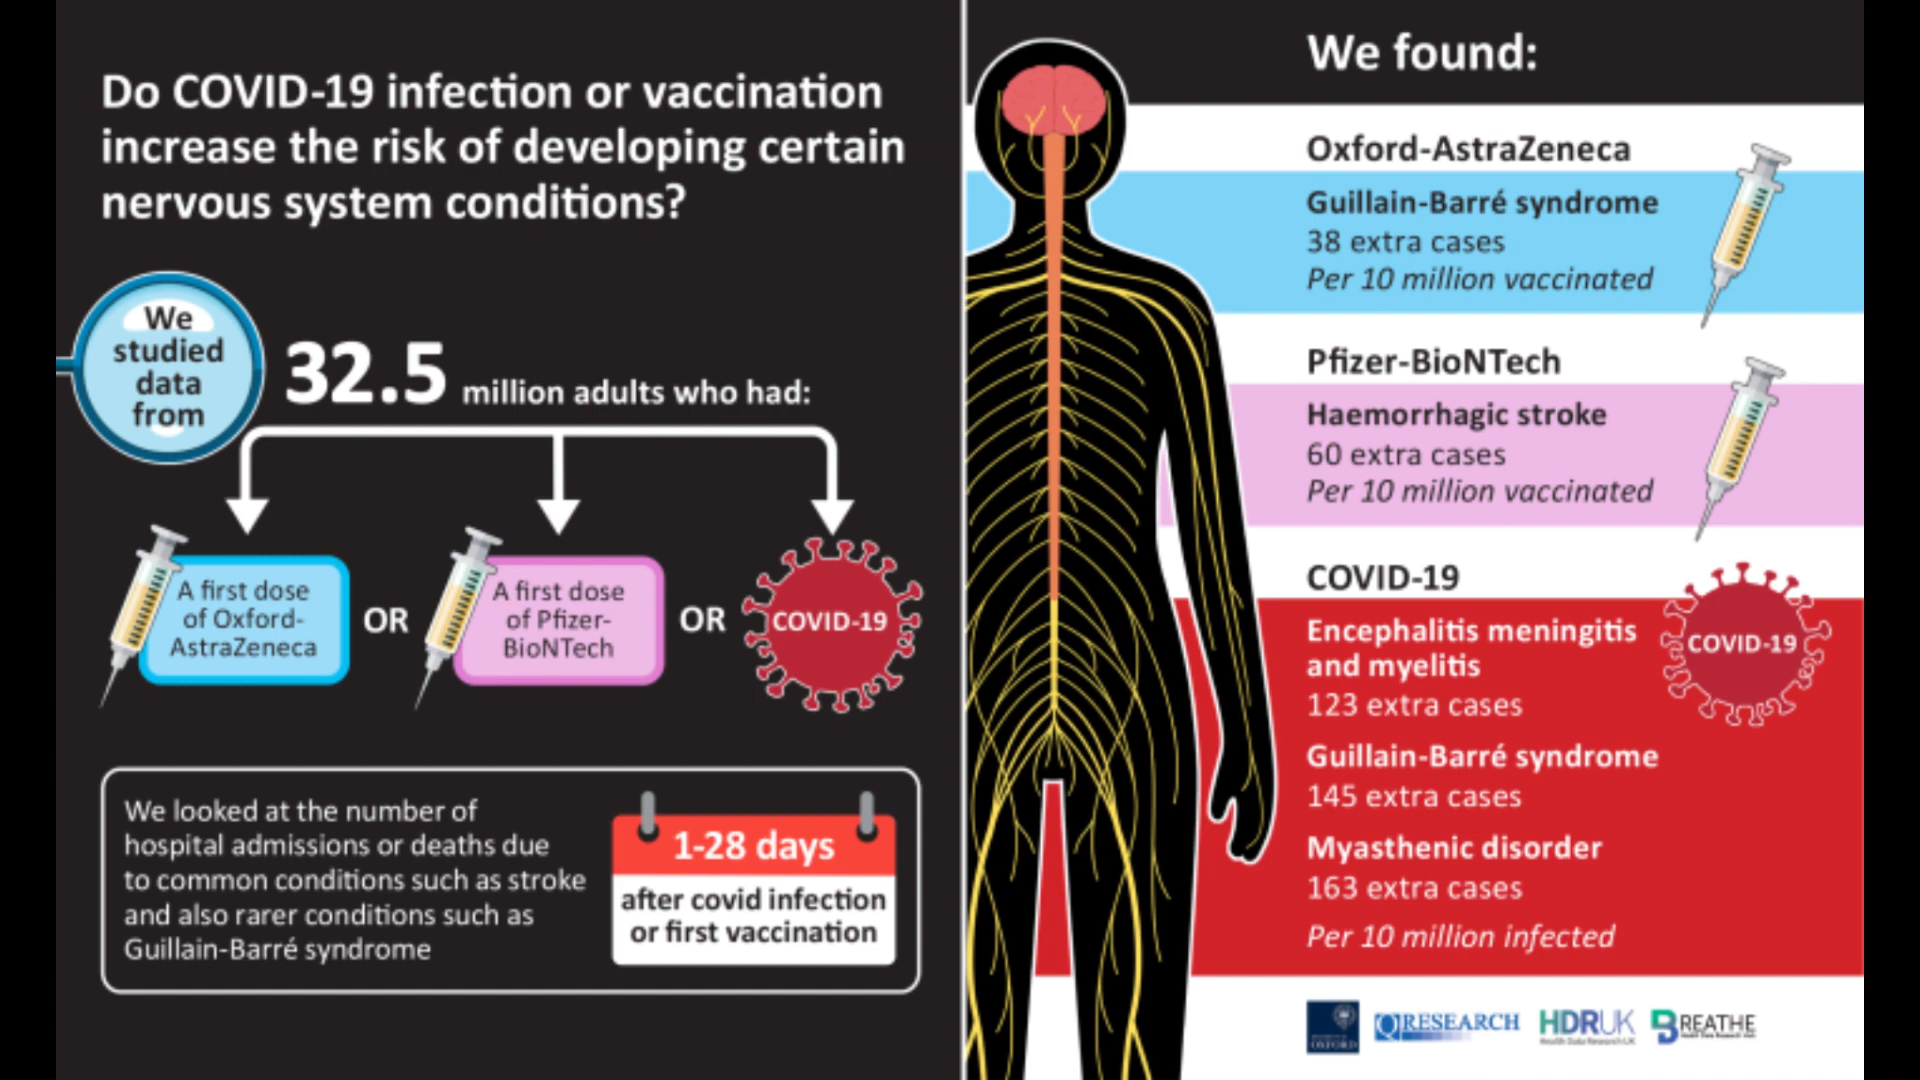 Do COVID-19 infection or vaccination
increase the risk of developing certain
nervous system conditions?
We
studied
data
from
32.5 million adults who had:
A first dose
of Oxford-
AstraZeneca
OR
A first dose
of Pfizer-
BioNTech
OR
COVID-19
We looked at the number of
hospital admissions or deaths due
to common conditions such as stroke
and also rarer conditions such as
Guillain-Barré syndrome
1-28 days
after covid infection
or first vaccination
We found:
Oxford-AstraZeneca
Guillain-Barré syndrome
38 extra cases
Per 10 million vaccinated
Pfizer-BioNTech
Haemorrhagic stroke
60 extra cases
Per 10 million vaccinated
COVID-19
Encephalitis meningitis
and myelitis
123 extra cases
COVID-19
Guillain-Barré syndrome
145 extra cases
Myasthenic disorder
163 extra cases
Per 10 million infected
OXFORD
QRESEARCH
HDRUK
Health Data Research UK
BREATHE